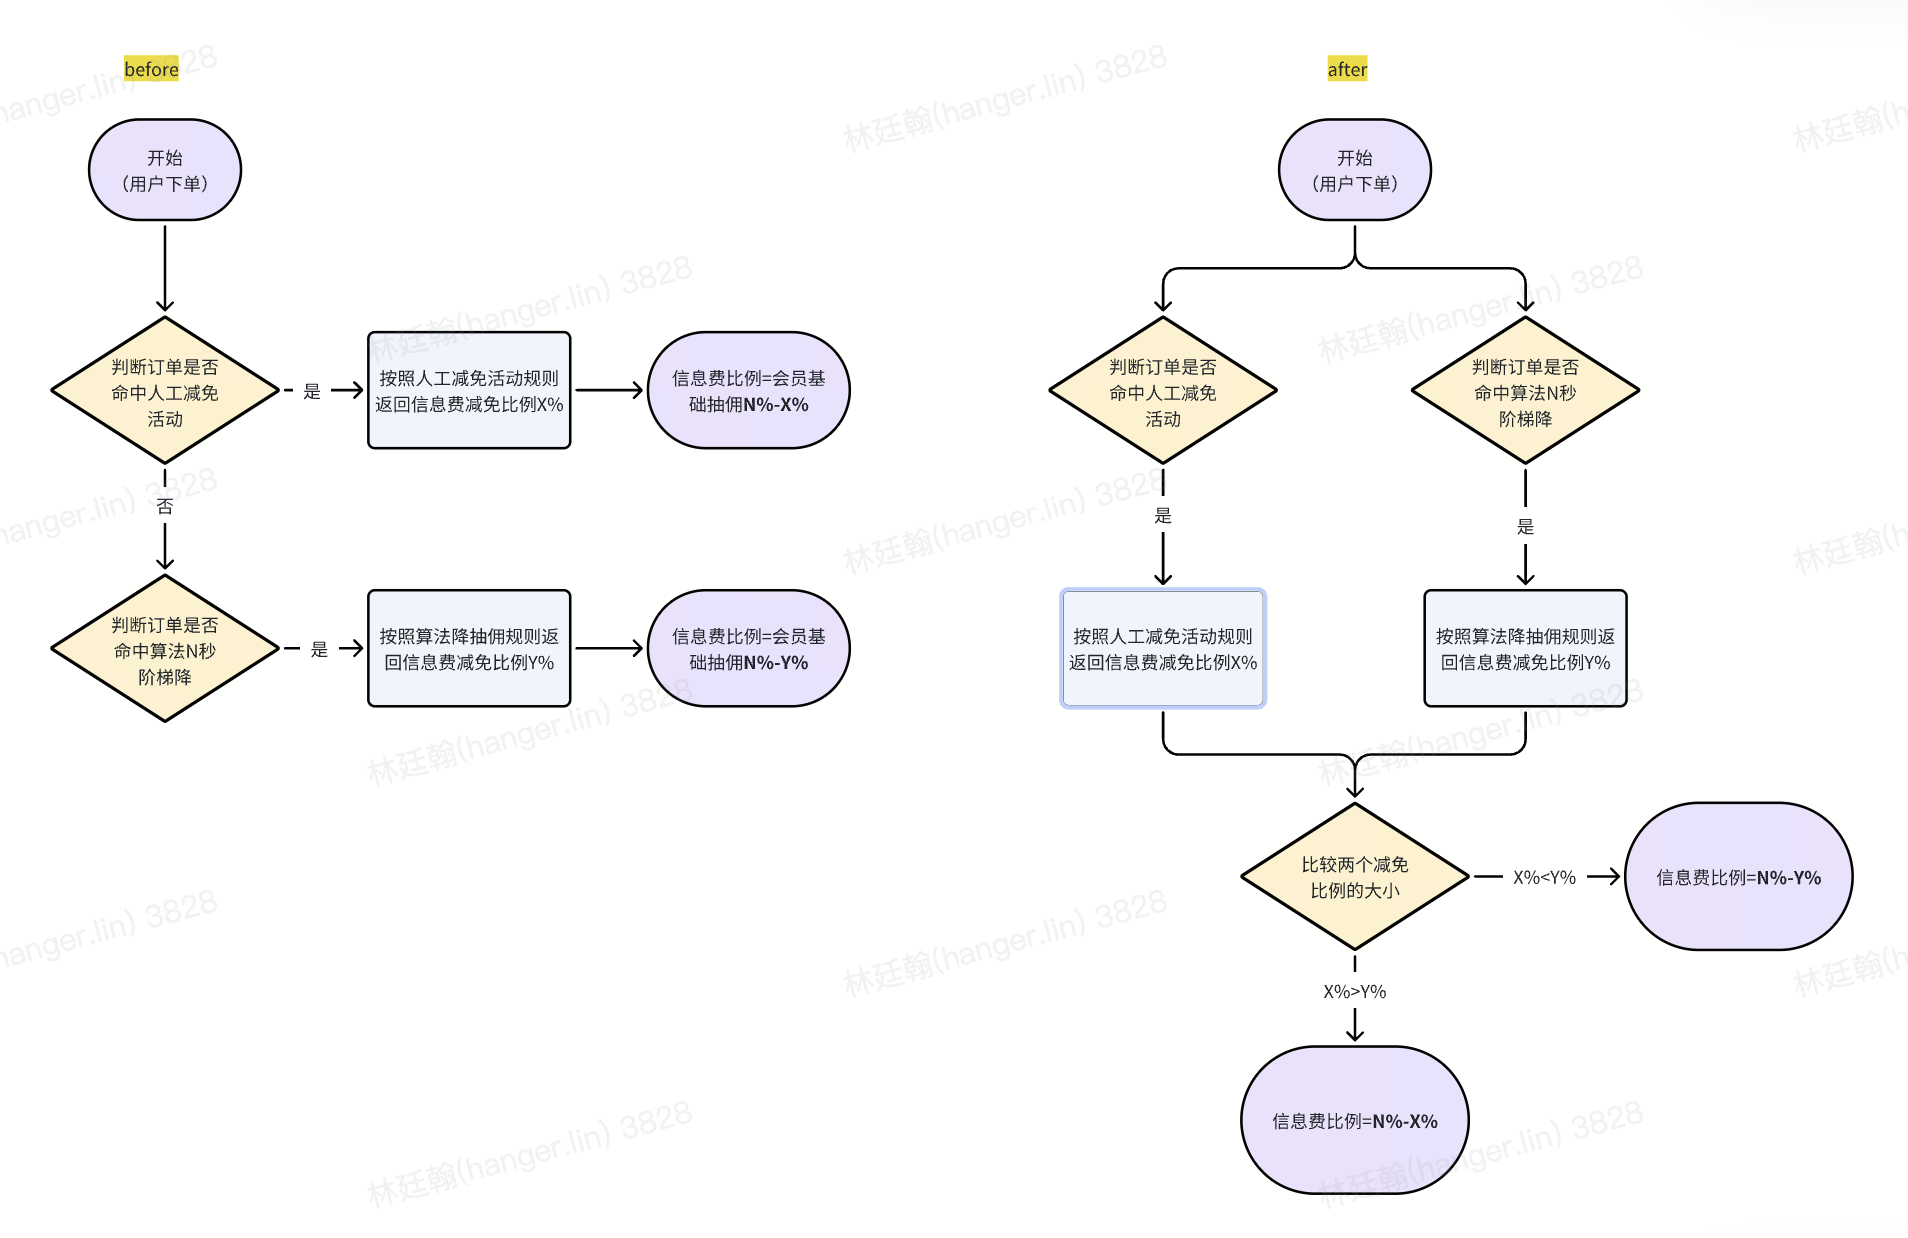 before
开始
（用户下单）
判断订单是否
命中人工减免
活动
是
按照人工减免活动规则
返回信息费减免比例X%
信息费比例=会员基
础抽佣N%-X%
否
判断订单是否
命中算法N秒
阶梯降
是
按照算法降抽佣规则返
回信息费减免比例Y%
信息费比例=会员基
础抽佣N%-Y%
after
开始
（用户下单）
判断订单是否
命中人工减免
活动
判断订单是否
命中算法N秒
阶梯降
是
是
按照人工减免活动规则
返回信息费减免比例X%
按照算法降抽佣规则返
回信息费减免比例Y%
比较两个减免
比例的大小
X%<Y%
信息费比例=N%-Y%
X%>Y%
信息费比例=N%-X%
林廷翰(hanger.lin) 3828